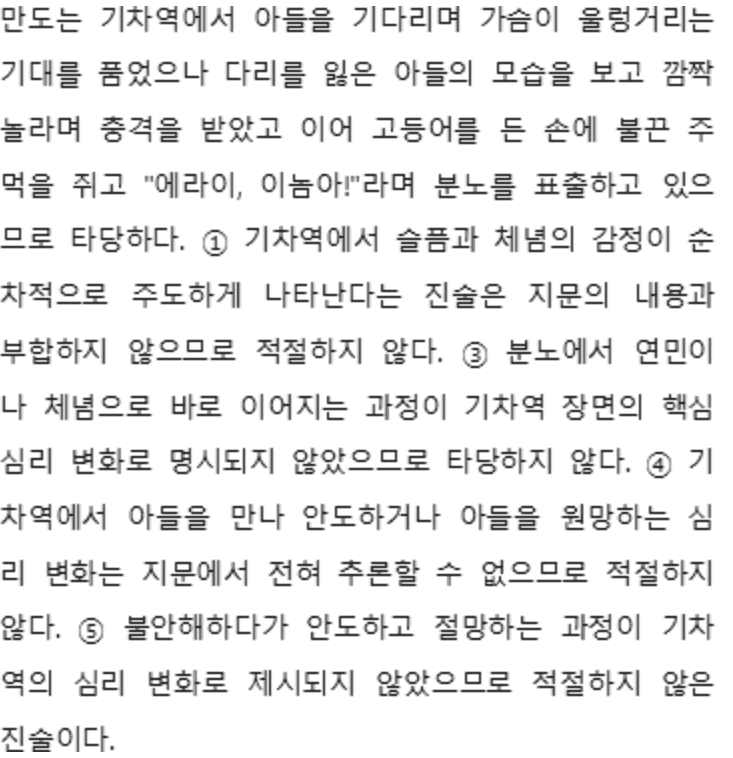 만도는 기차역에서 아들을 기다리며 가슴이 울렁거리는
기대를 품었으나 다리를 잃은 아들의 모습을 보고 깜짝
놀라며 충격을 받았고 이어 고등어를 든 손에 불끈 주
먹을 쥐고 "에라이, 이놈아!"라며 분노를 표출하고 있으
므로 타당하다. ① 기차역에서 슬픔과 체념의 감정이 순
차적으로 주도하게 나타난다는 진술은 지문의 내용과
부합하지 않으므로 적절하지 않다. ③ 분노에서 연민이
나 체념으로 바로 이어지는 과정이 기차역 장면의 핵심
심리 변화로 명시되지 않았으므로 타당하지 않다. ④ 기
차역에서 아들을 만나 안도하거나 아들을 원망하는 심
리 변화는 지문에서 전혀 추론할 수 없으므로 적절하지
않다. ⑤ 불안해하다가 안도하고 절망하는 과정이 기차
역의 심리 변화로 제시되지 않았으므로 적절하지 않은
진술이다.